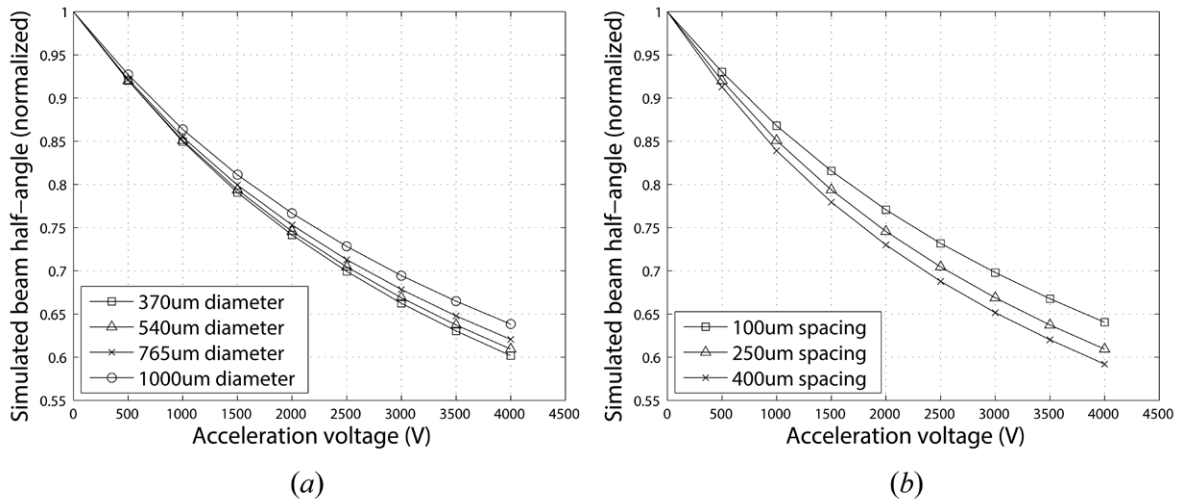 Simulated beam half-angle (normalized)
1
0.95
0.9
0.85
0.8
0.75
0.7
0.65
0.6
0.55
370um diameter
540um diameter
765um diameter
1000um diameter
0 500 1000 1500 2000 2500 3000 3500 4000 4500
Acceleration voltage (V)
(a)
Simulated beam half-angle (normalized)
1
0.95
0.9
0.85
0.8
0.75
0.7
0.65
0.6
0.55
100um spacing
250um spacing
400um spacing
0 500 1000 1500 2000 2500 3000 3500 4000 4500
Acceleration voltage (V)
(b)